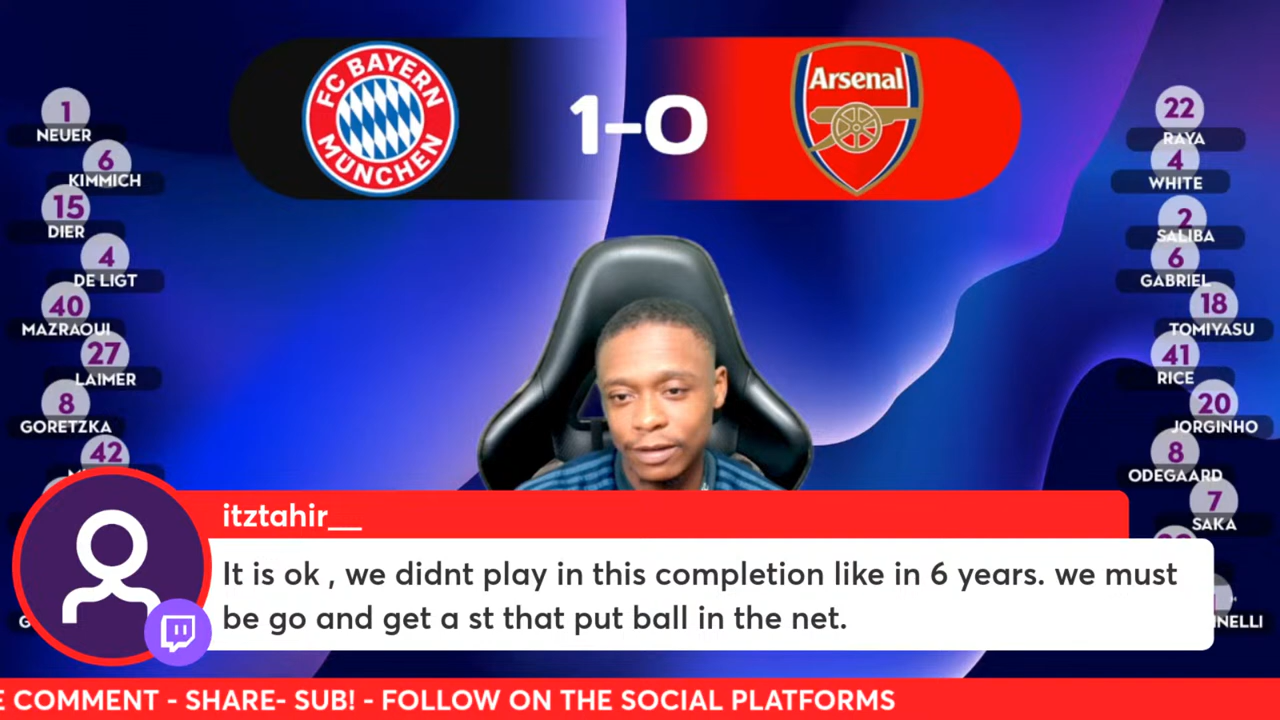 FC BAYERN
MÜNCHEN
1-0
Arsenal
1
NEUER
6
KIMMICH
15
DIER
4
DE LIGT
40
MAZRAOUI
27
LAIMER
8
GORETZKA
42
22
RAYA
4
WHITE
2
SALIBA
6
GABRIEL
18
TOMIYASU
41
RICE
20
JORGINHO
8
ODEGAARD
7
SAKA
itztahir__
It is ok , we didnt play in this completion like in 6 years. we must
be go and get a st that put ball in the net.
COMMENT - SHARE- SUB! - FOLLOW ON THE SOCIAL PLATFORMS